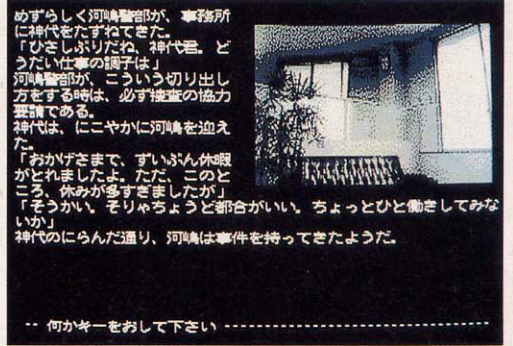 めずらしく河嶋警部が、事務所
に神代をたずねてきた。
「ひさしぶりだね、神代君。ど
うだい仕事の調子は」
河嶋警部が、こういう切り出し
方をする時は、必ず捜査の協力
要請である。
神代は、にこやかに河嶋を迎え
た。
「おかげさまで、ずいぶん休暇
がとれましたよ。ただ、このと
ころ、休みが多すぎましたが」
「そうかい。そりゃちょうど都合がいい。ちょっとひと働きしてみな
いか」
神代のにらんだ通り、河嶋は事件を持ってきたようだ。
-- 何かキーをおして下さい --------------------------------